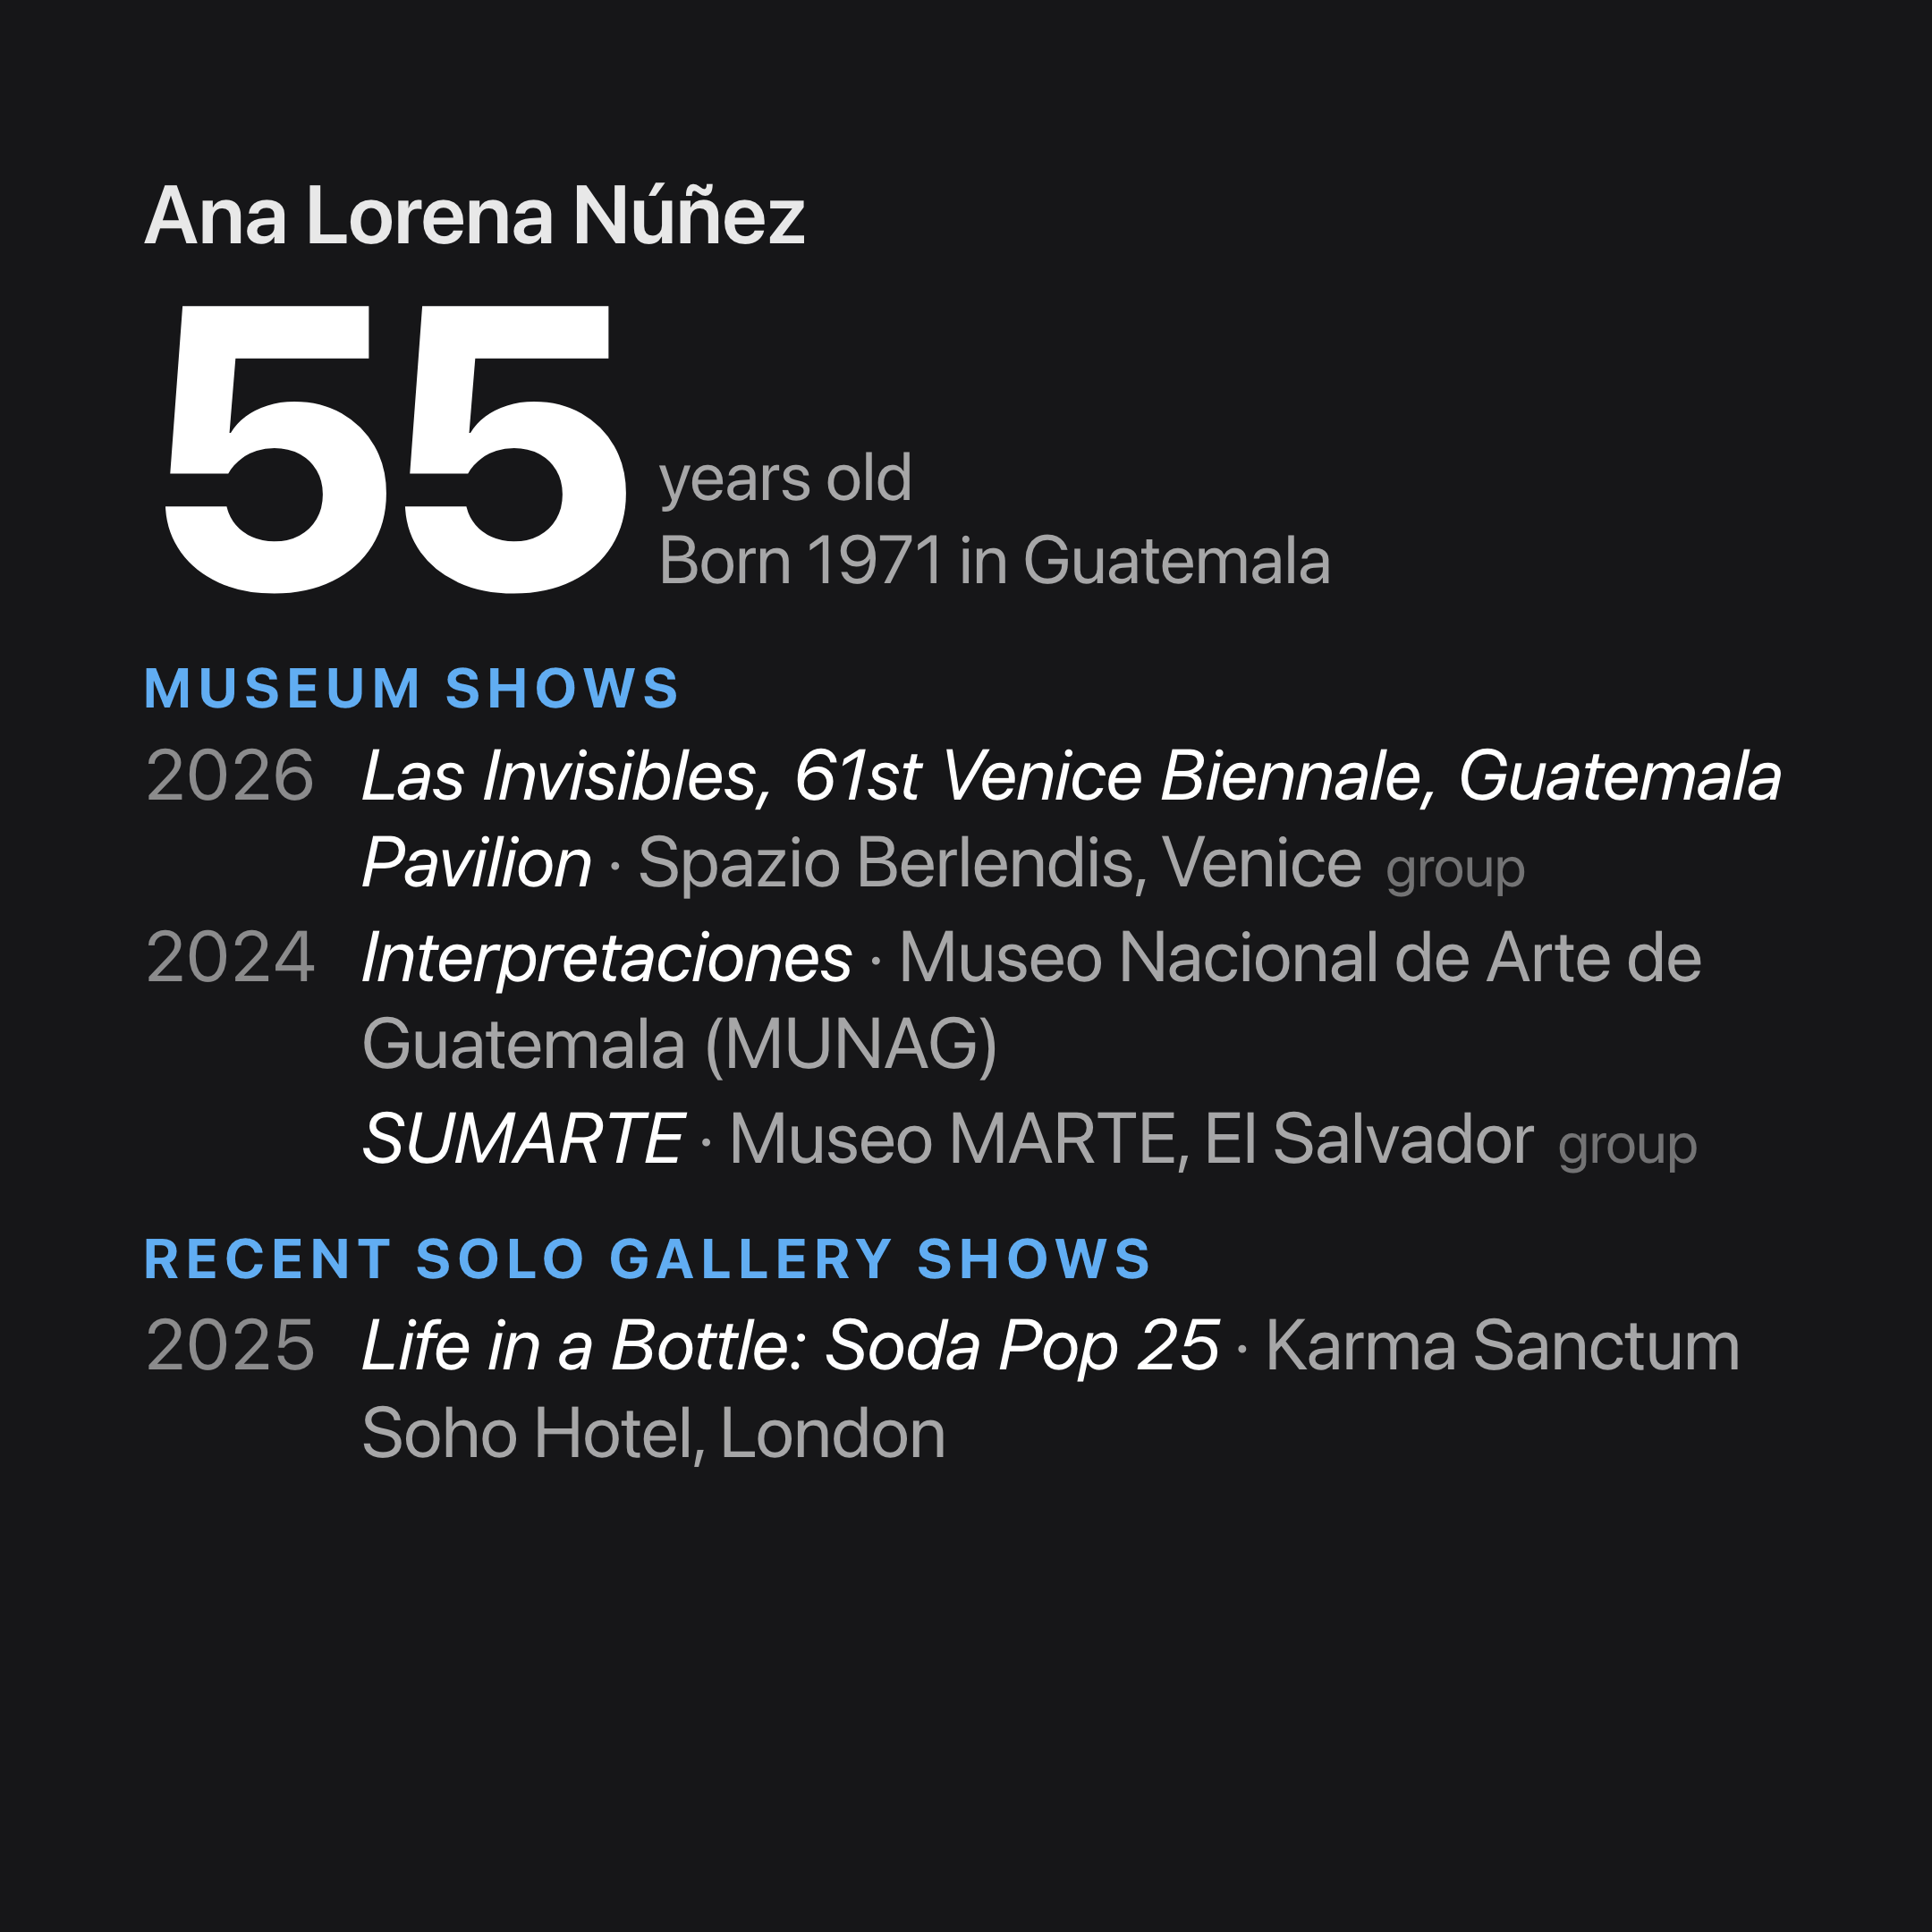 Ana Lorena Núñez
55
years old
Born 1971 in Guatemala
MUSEUM SHOWS
2026 Las Invisibles, 61st Venice Biennale, Guatemala
Pavilion · Spazio Berlendis, Venice group
2024 Interpretaciones · Museo Nacional de Arte de
Guatemala (MUNAG)
SUMARTE · Museo MARTE, El Salvador group
RECENT SOLO GALLERY SHOWS
2025 Life in a Bottle: Soda Pop 25 · Karma Sanctum
Soho Hotel, London